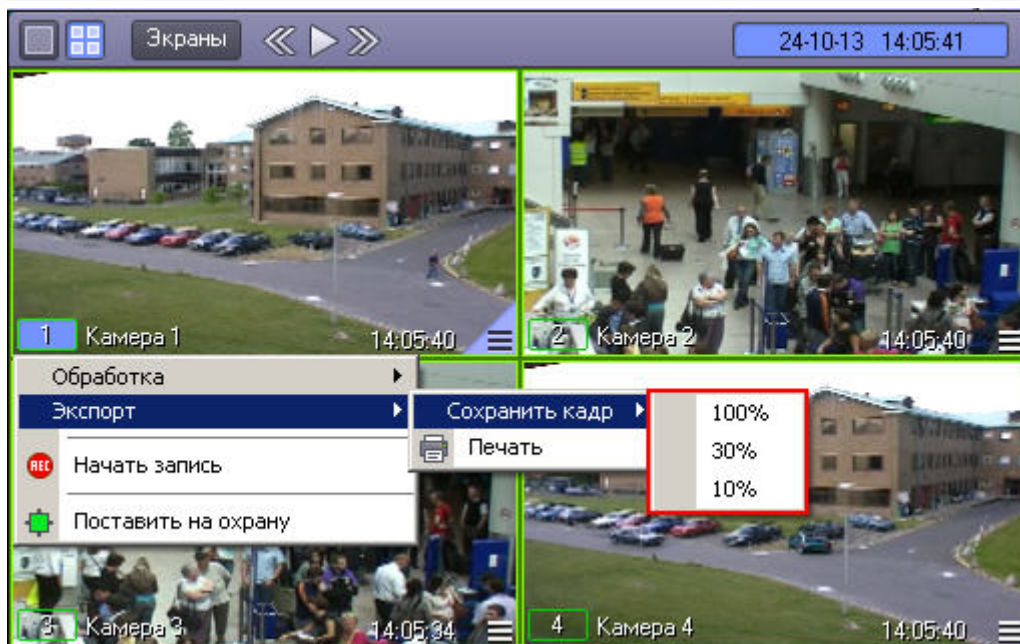 Экраны
24-10-13 14:05:41
1 Камера 1 14:05:40
2 Камера 2 14:05:40
Обработка
Экспорт
REC Начать запись
Поставить на охрану
Сохранить кадр
Печать
100%
30%
10%
3 Камера 3 14:05:34
4 Камера 4 14:05:40